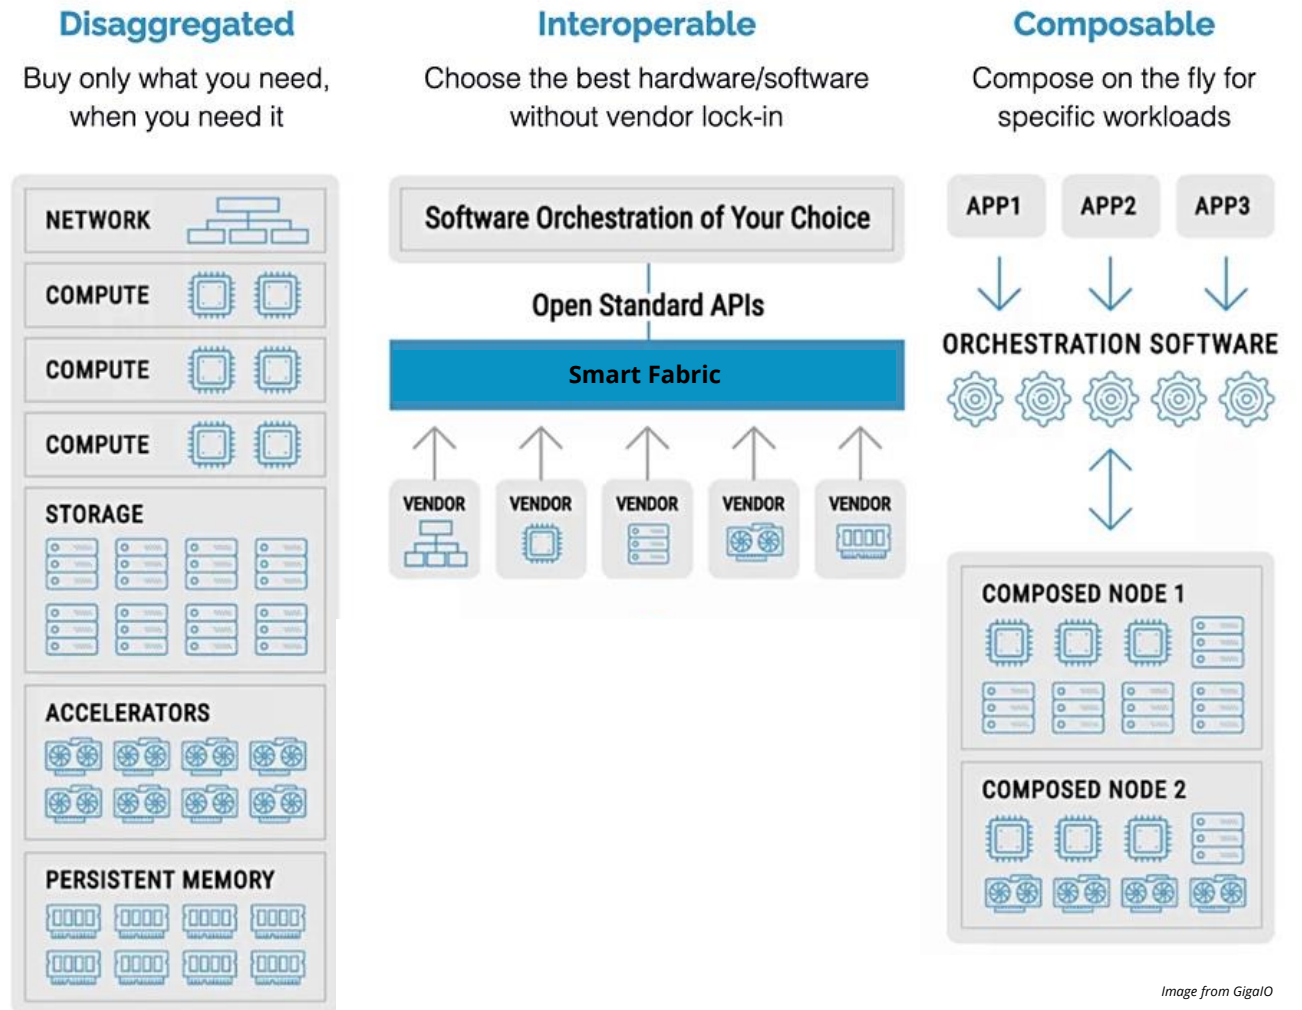 Disaggregated
Buy only what you need,
when you need it
NETWORK
COMPUTE
COMPUTE
COMPUTE
STORAGE
ACCELERATORS
PERSISTENT MEMORY
Interoperable
Choose the best hardware/software
without vendor lock-in
Software Orchestration of Your Choice
Open Standard APIs
Smart Fabric
VENDOR
VENDOR
VENDOR
VENDOR
VENDOR
Composable
Compose on the fly for
specific workloads
APP1
APP2
APP3
ORCHESTRATION SOFTWARE
COMPOSED NODE 1
COMPOSED NODE 2
Image from GigaIO